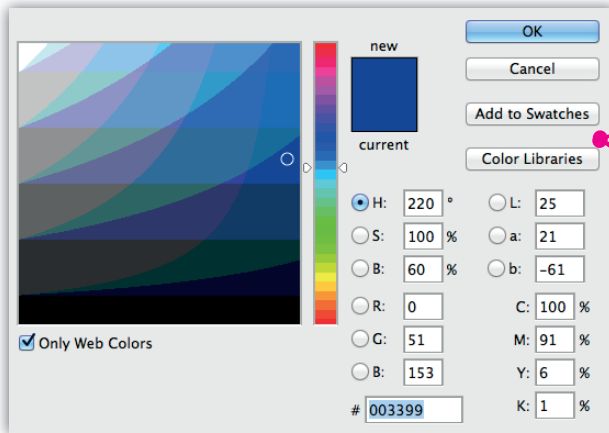 new
OK
Cancel
Add to Swatches
current
Color Libraries
H: 220 ° L: 25
S: 100 % a: 21
B: 60 % b: -61
R: 0 C: 100 %
G: 51 M: 91 %
B: 153 Y: 6 %
# 003399 K: 1 %
Only Web Colors